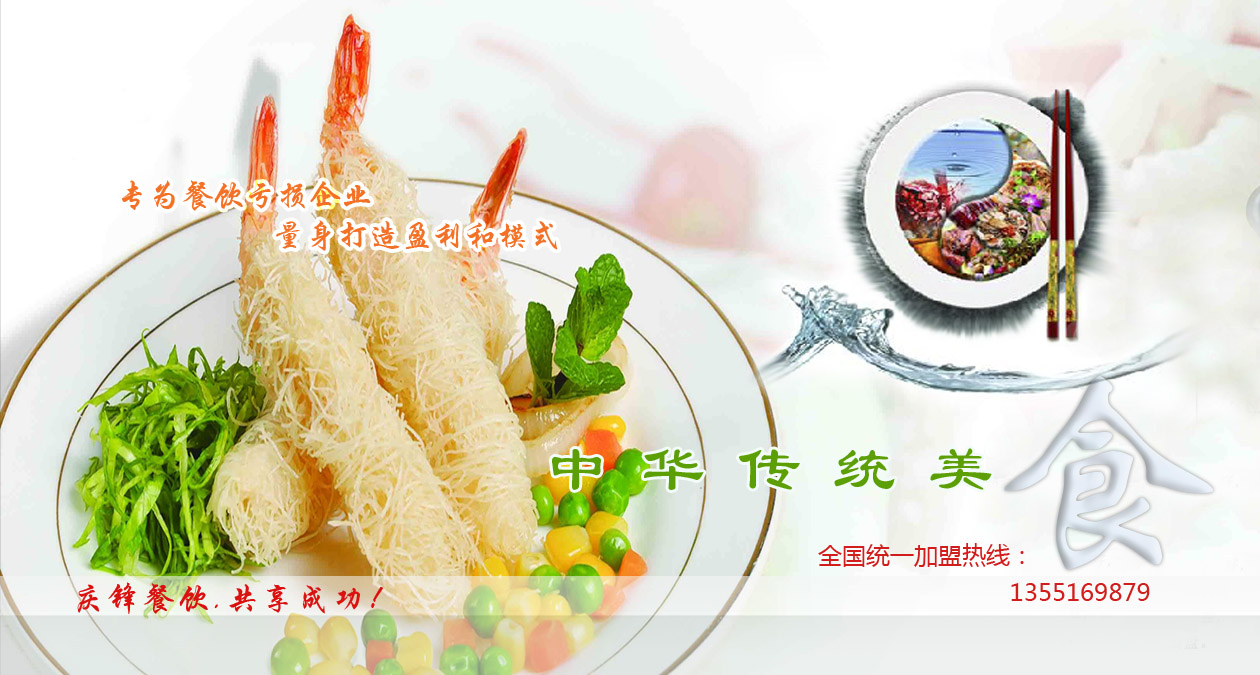 专为餐饮亏损企业
量身打造盈利和模式
中华传统美食
全国统一加盟热线：
1355169879
庆锋餐饮,共享成功!